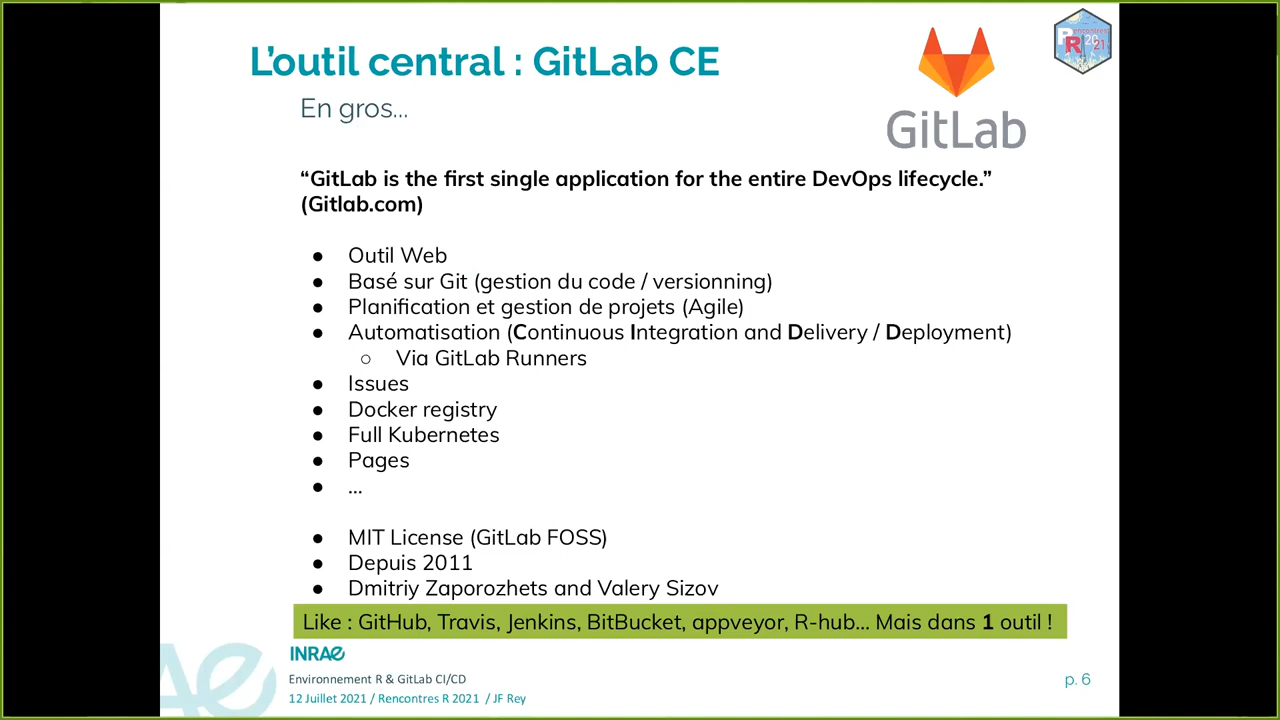 L'outil central : GitLab CE
Rencontres
R 20
21
En gros...
GitLab
“GitLab is the first single application for the entire DevOps lifecycle.”
(Gitlab.com)
● Outil Web
● Basé sur Git (gestion du code / versionning)
● Planification et gestion de projets (Agile)
● Automatisation (Continuous Integration and Delivery / Deployment)
○ Via GitLab Runners
● Issues
● Docker registry
● Full Kubernetes
● Pages
● ...
● MIT License (GitLab FOSS)
● Depuis 2011
● Dmitriy Zaporozhets and Valery Sizov
Like : GitHub, Travis, Jenkins, BitBucket, appveyor, R-hub... Mais dans 1 outil !
INRAE
Environnement R & GitLab CI/CD
12 Juillet 2021 / Rencontres R 2021 / JF Rey
p. 6